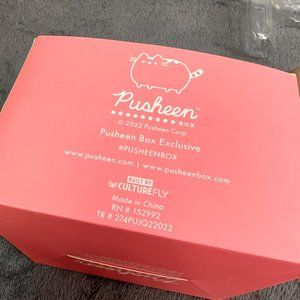 Pusheen™
BOX
© 2022 Pusheen Corp.
Pusheen Box Exclusive
#PUSHEENBOX
www.pusheen.com | www.pusheenbox.com
BUILT BY
CULTUREFLY
Made in China
RN # 152992
TR # 274PUJQ22022